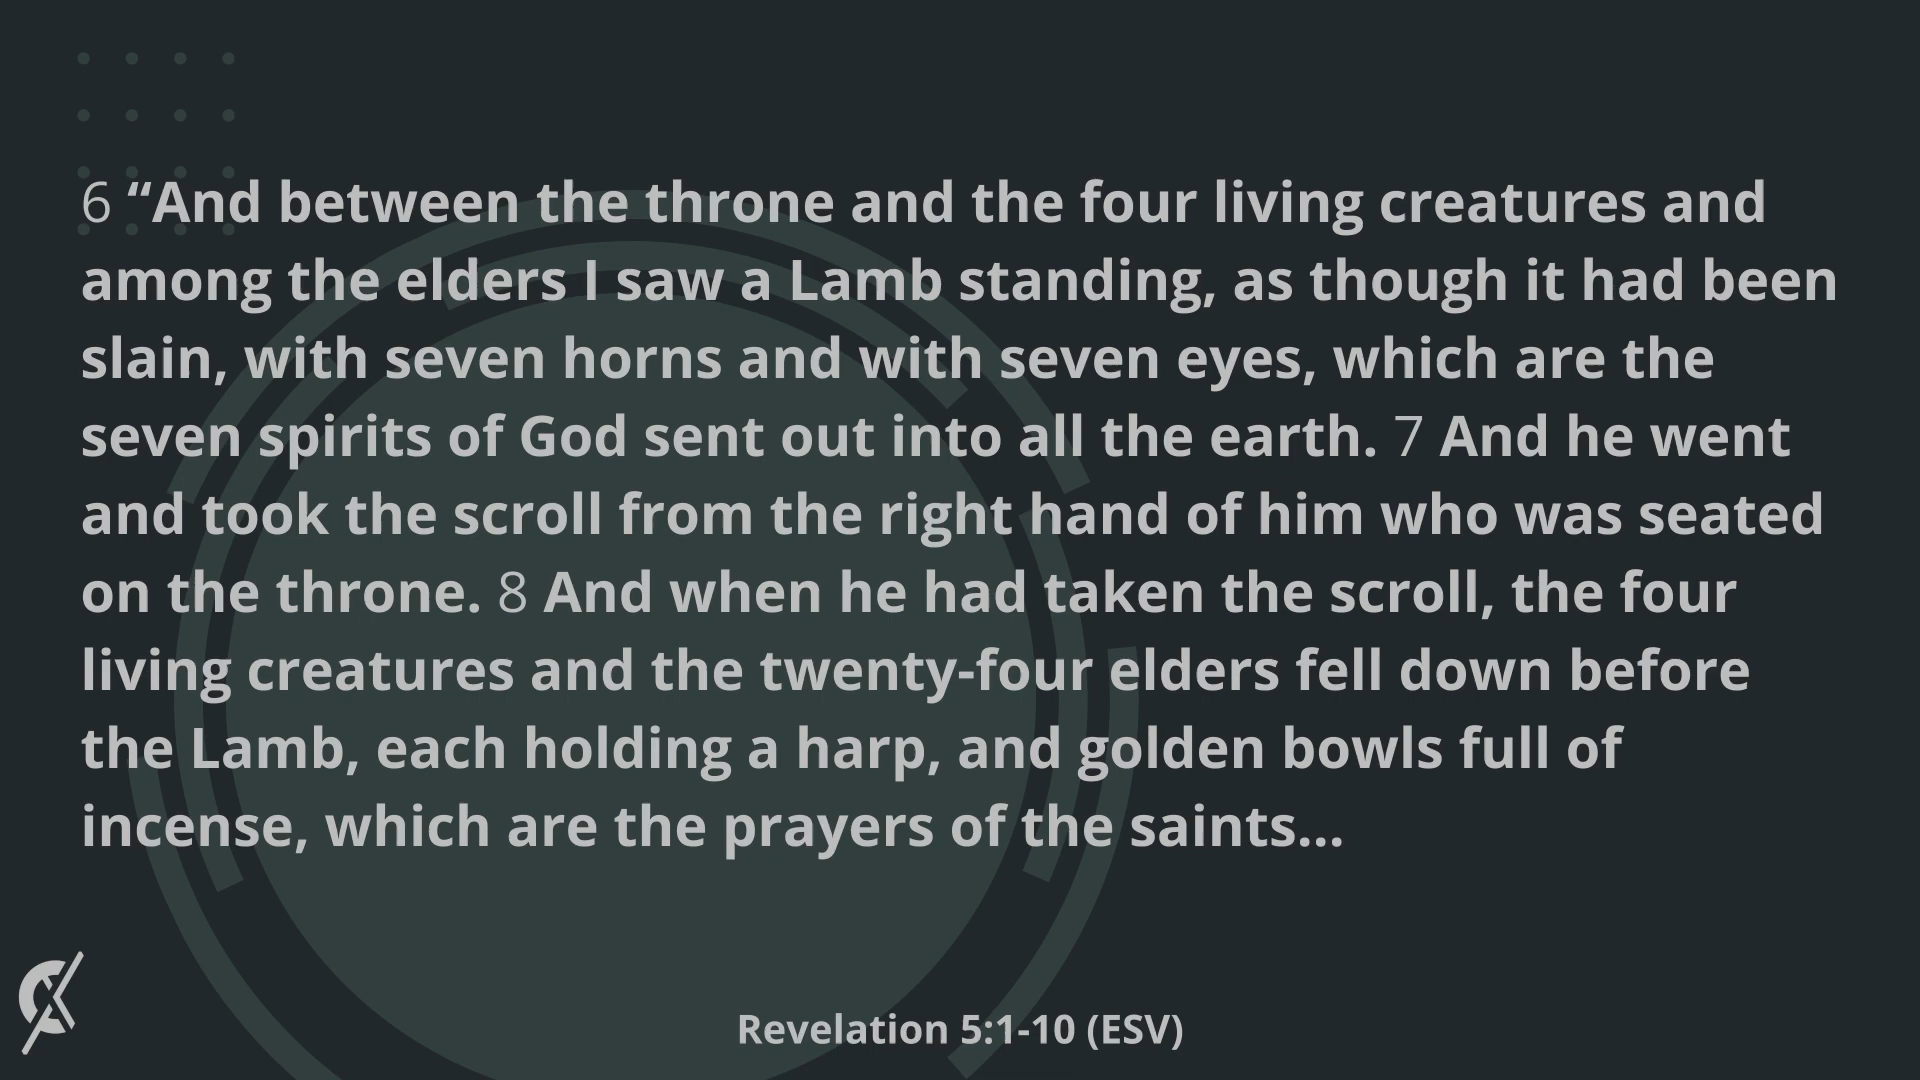 6 “And between the throne and the four living creatures and
among the elders I saw a Lamb standing, as though it had been
slain, with seven horns and with seven eyes, which are the
seven spirits of God sent out into all the earth. 7 And he went
and took the scroll from the right hand of him who was seated
on the throne. 8 And when he had taken the scroll, the four
living creatures and the twenty-four elders fell down before
the Lamb, each holding a harp, and golden bowls full of
incense, which are the prayers of the saints...
Revelation 5:1-10 (ESV)